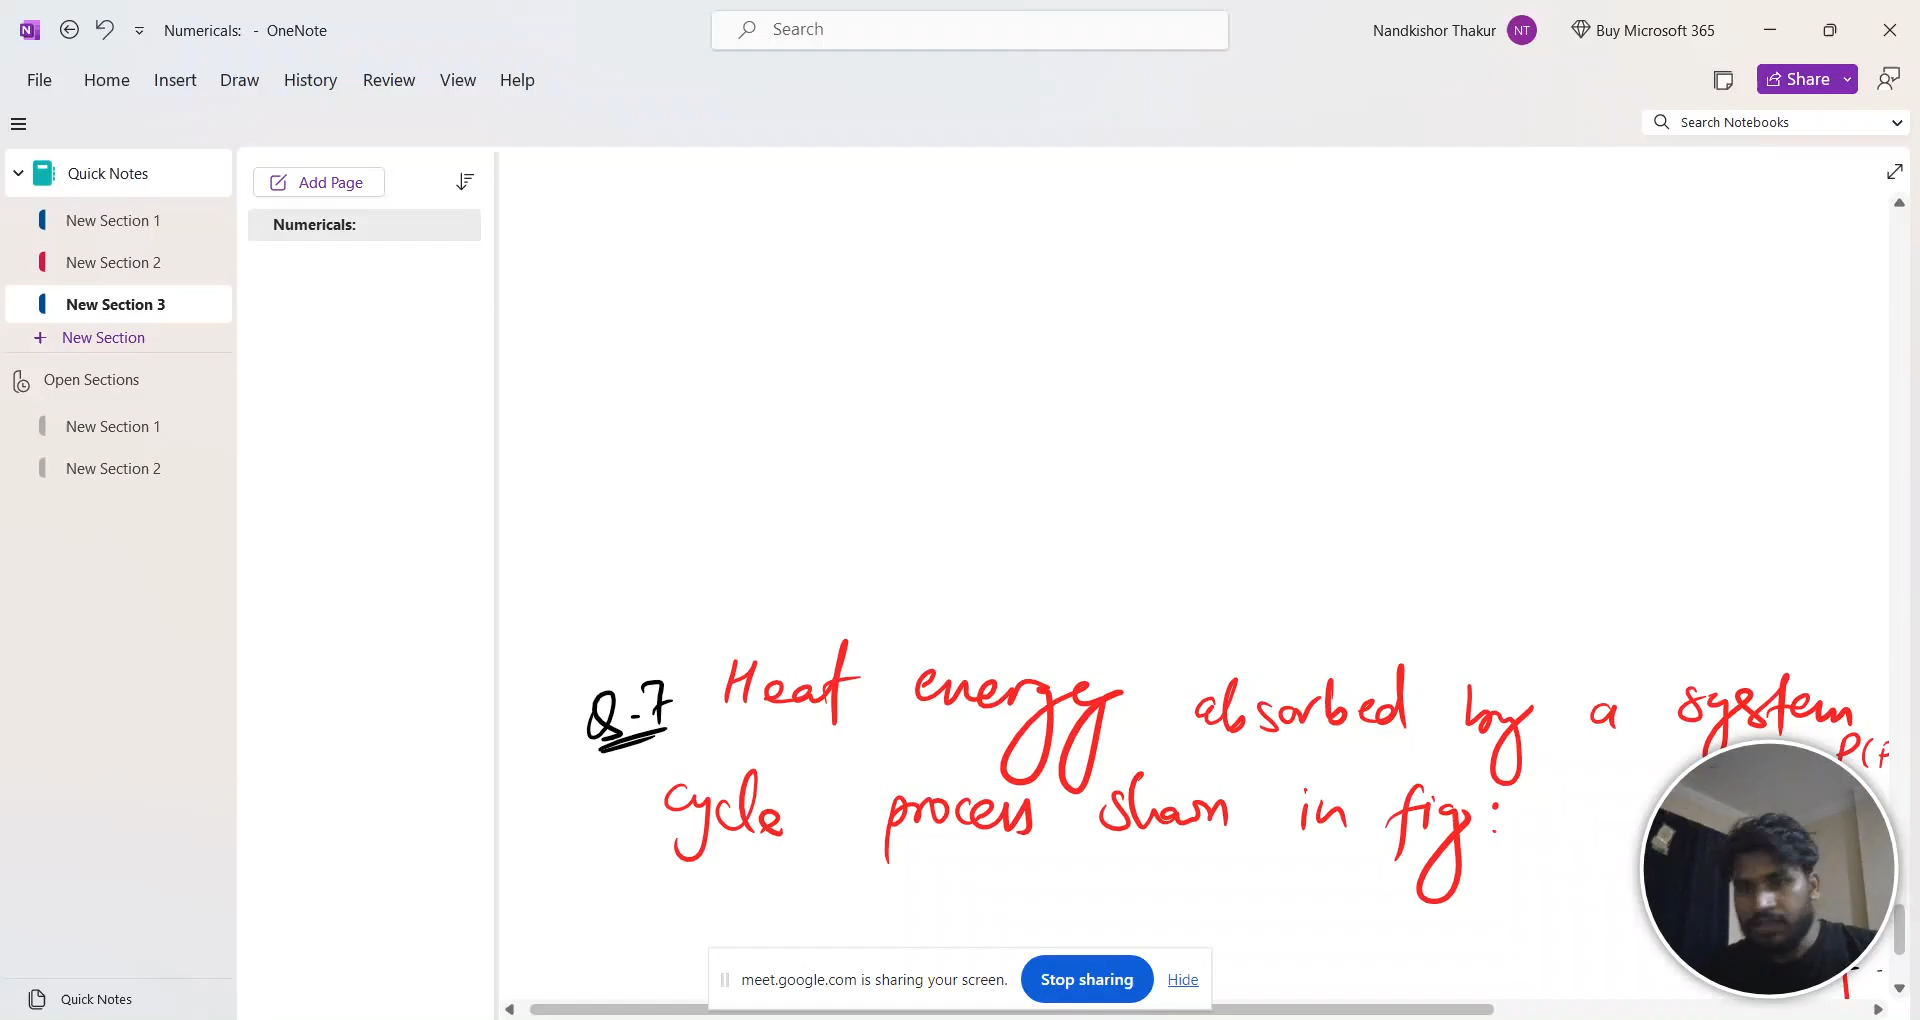 Numericals: - OneNote
Search
Nandkishor Thakur
NT
Buy Microsoft 365
File Home Insert Draw History Review View Help
Share
Search Notebooks
Quick Notes
New Section 1
New Section 2
New Section 3
New Section
Open Sections
New Section 1
New Section 2
Quick Notes
Add Page
Numericals:
Q-7 Heat energy absorbed by a system
P(
cycle process shown in fig:
meet.google.com is sharing your screen. Stop sharing Hide